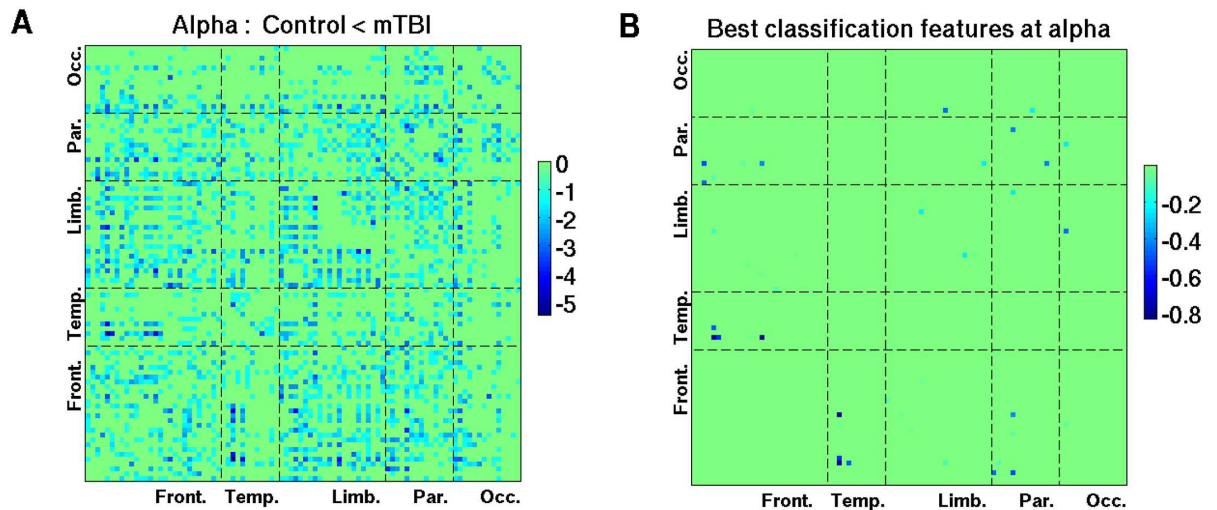 A
Alpha : Control < mTBI
Occ.
Par.
Limb.
Temp.
Front.
0
-1
-2
-3
-4
-5
Front. Temp. Limb. Par. Occ.
B
Best classification features at alpha
Occ.
Par.
Limb.
Temp.
Front.
-0.2
-0.4
-0.6
-0.8
Front. Temp. Limb. Par. Occ.